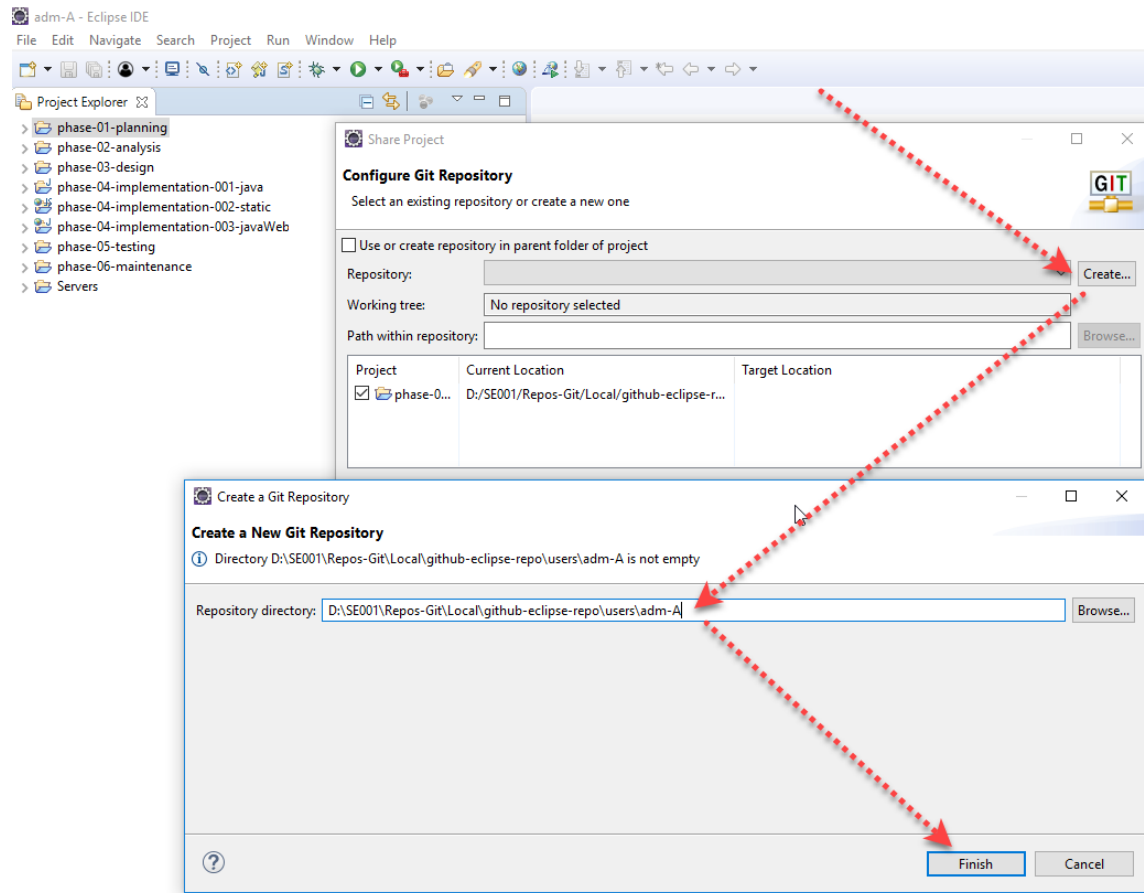 adm-A - Eclipse IDE
File Edit Navigate Search Project Run Window Help
Project Explorer
phase-01-planning
phase-02-analysis
phase-03-design
phase-04-implementation-001-java
phase-04-implementation-002-static
phase-04-implementation-003-javaWeb
phase-05-testing
phase-06-maintenance
Servers
Share Project
Configure Git Repository
Select an existing repository or create a new one
GIT
Use or create repository in parent folder of project
Repository: Create...
Working tree: No repository selected
Path within repository: Browse...
Project Current Location Target Location
phase-0... D:/SE001/Repos-Git/Local/github-eclipse-r...
Create a Git Repository
Create a New Git Repository
Directory D:\SE001\Repos-Git\Local\github-eclipse-repo\users\adm-A is not empty
Repository directory: D:\SE001\Repos-Git\Local\github-eclipse-repo\users\adm-A Browse...
? Finish Cancel